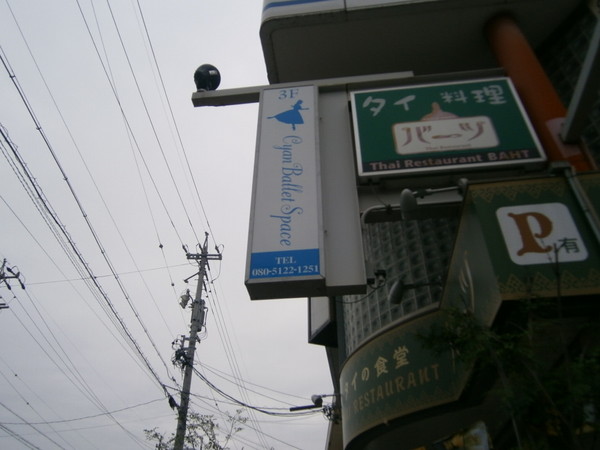 3F
Cyan Ballet Space
TEL
080-5122-1251
タイ料理
バーツ
Thai Restaurant BAHT
P
有
タイの食堂
RESTAURANT